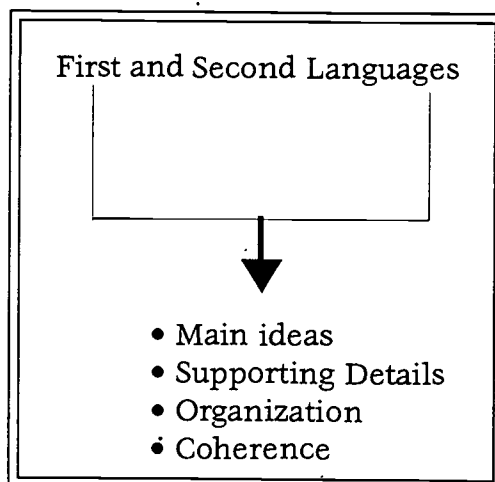 First and Second Languages
• Main ideas
• Supporting Details
• Organization
• Coherence